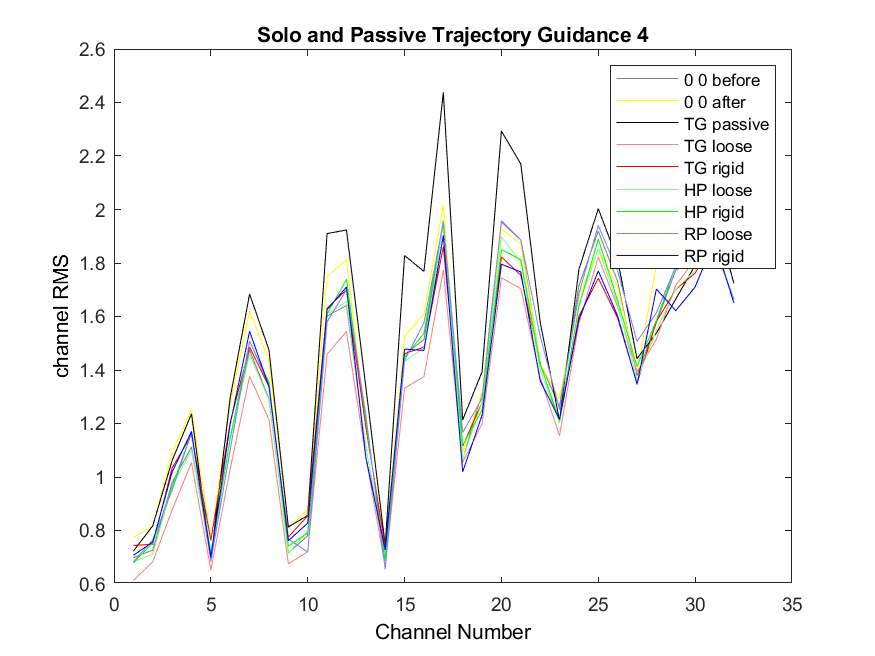 Solo and Passive Trajectory Guidance 4
2.6
2.4
2.2
2
1.8
1.6
1.4
1.2
1
0.8
0.6
channel RMS
0 0 before
0 0 after
TG passive
TG loose
TG rigid
HP loose
HP rigid
RP loose
RP rigid
0 5 10 15 20 25 30 35
Channel Number